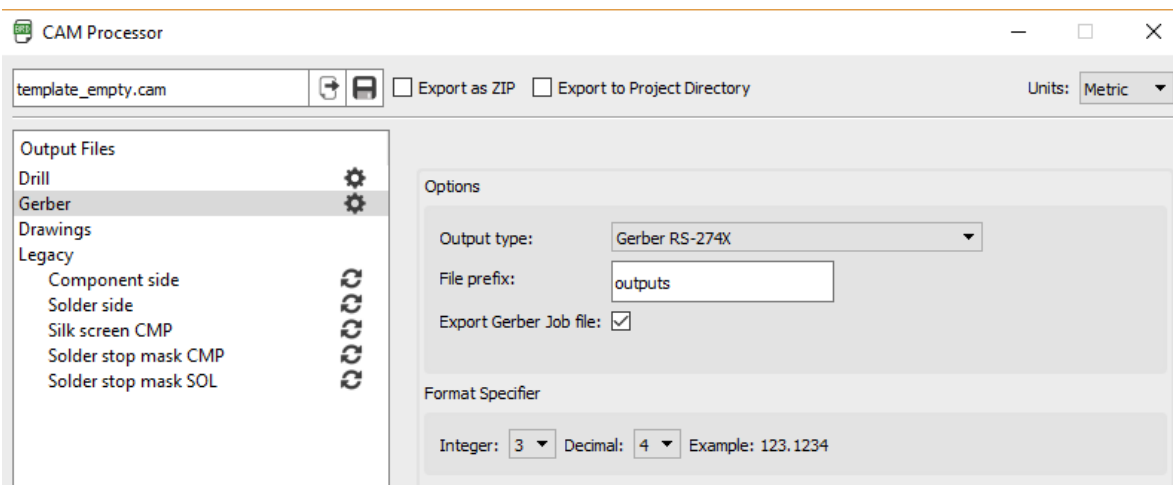 BRD CAM Processor
template_empty.cam Export as ZIP Export to Project Directory Units: Metric
Output Files
Drill
Gerber
Drawings
Legacy
Component side
Solder side
Silk screen CMP
Solder stop mask CMP
Solder stop mask SOL
Options
Output type: Gerber RS-274X
File prefix: outputs
Export Gerber Job file:
Format Specifier
Integer: 3 Decimal: 4 Example: 123.1234